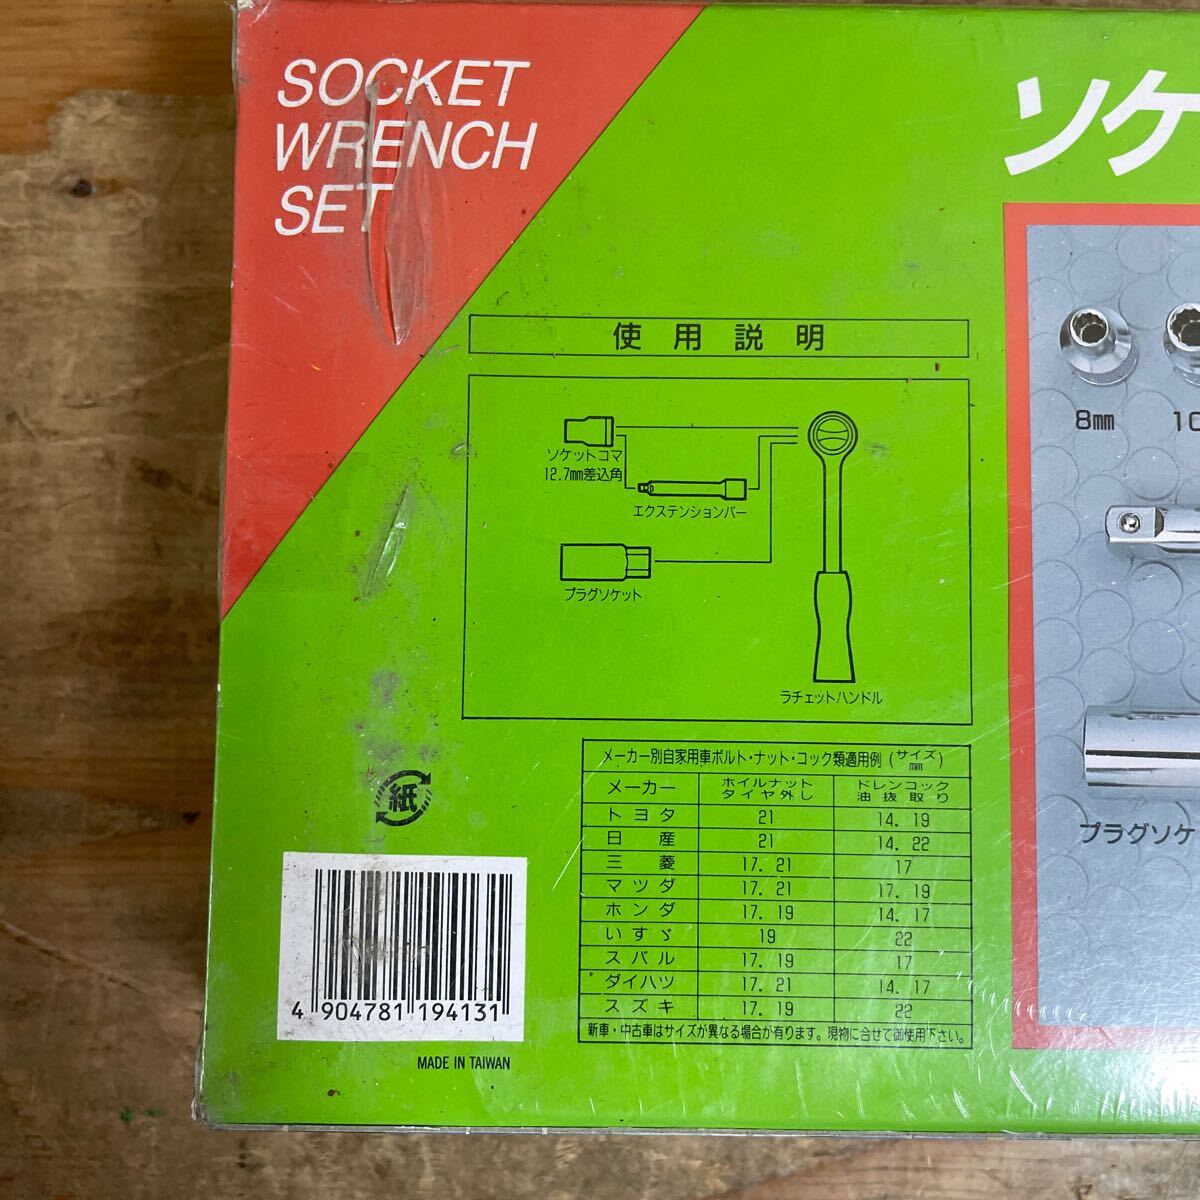 SOCKET
WRENCH
SET
ソケ
使用説明
ソケットコマ
12.7mm差込角
エクステンションバー
プラグソケット
ラチェットハンドル
8mm
10
プラグソケ
メーカー別自家用車ボルト・ナット・コック類適用例(サイズmm)
メーカー ホイルナットタイヤ外し ドレンコック油抜取り
トヨタ 21 14. 19
日産 21 14. 22
三菱 17. 21 17
マツダ 17. 21 17. 19
ホンダ 17. 19 14. 17
いすゞ 19 22
スバル 17. 19 17
ダイハツ 17. 21 14. 17
スズキ 17. 19 22
新車・中古車はサイズが異なる場合が有ります。現物に合せて御使用下さい。
紙
4 904781 194131
MADE IN TAIWAN